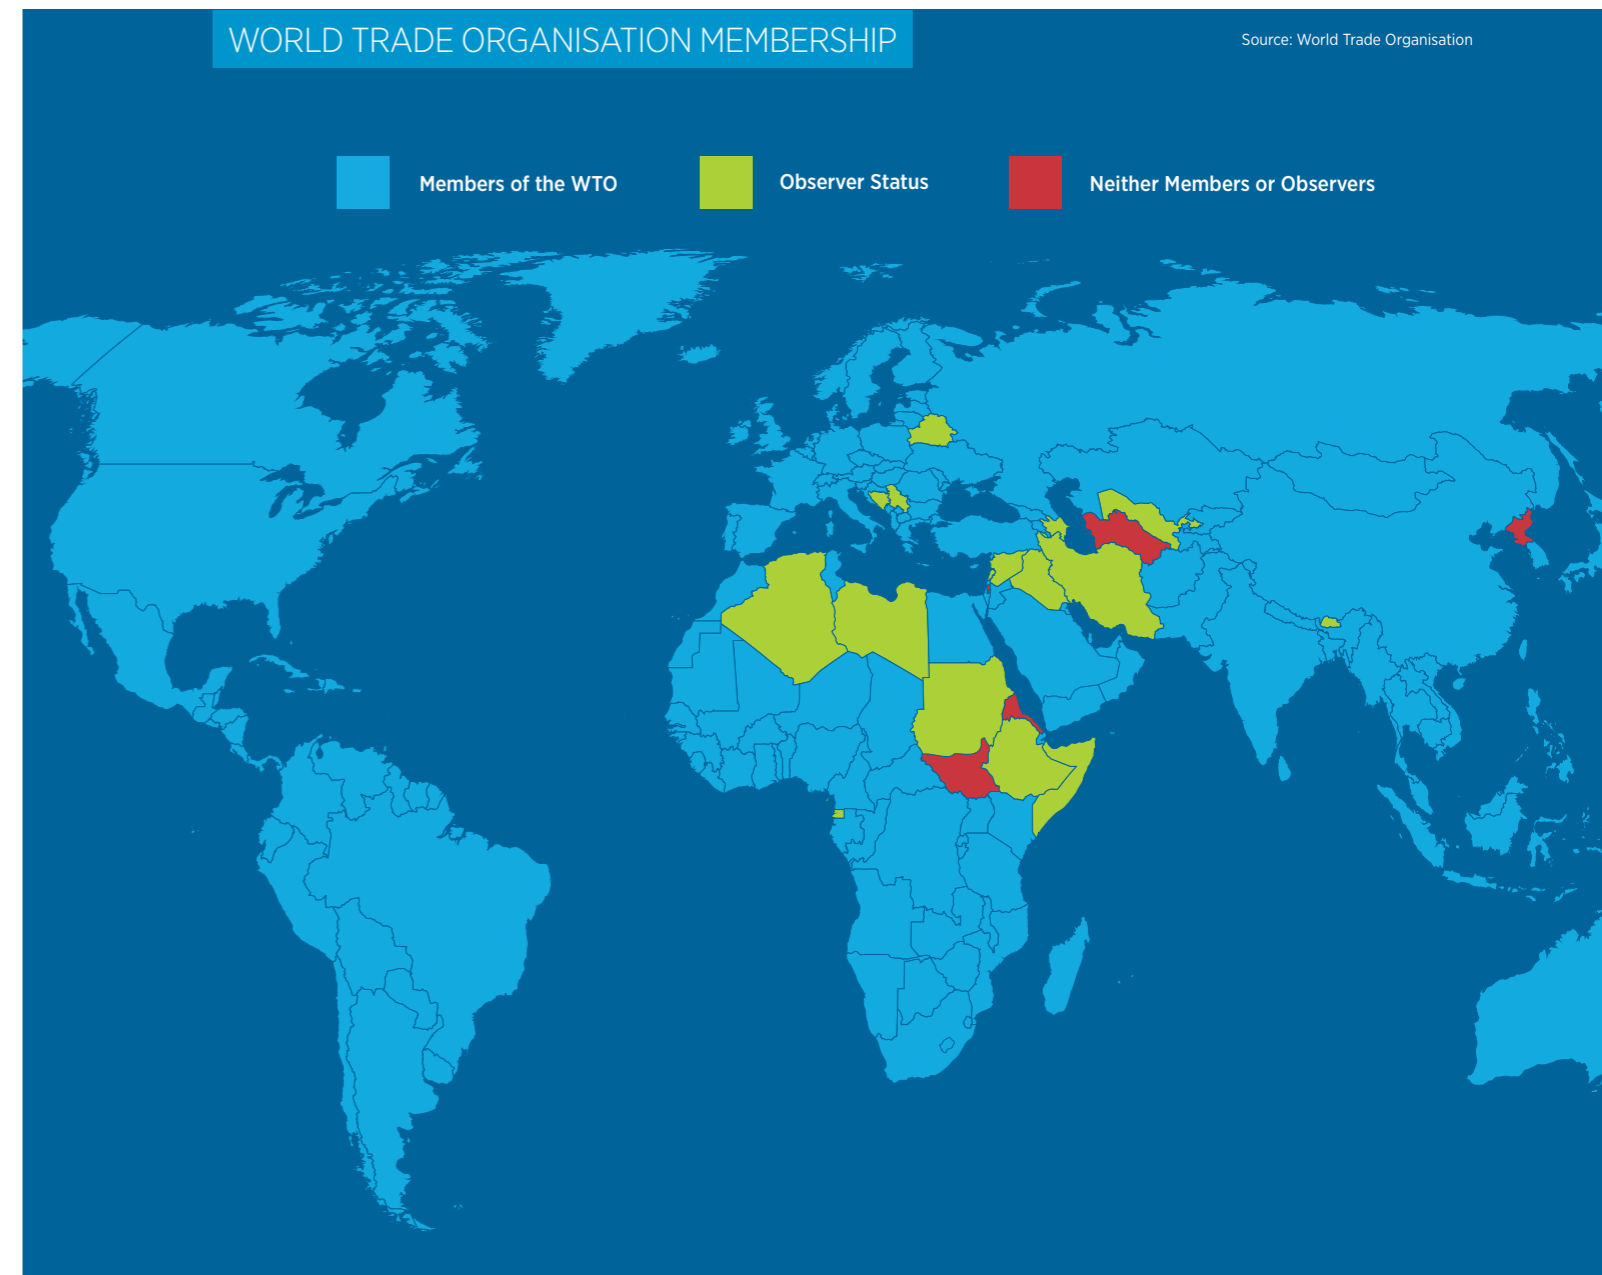 WORLD TRADE ORGANISATION MEMBERSHIP
Source: World Trade Organisation
Members of the WTO
Observer Status
Neither Members or Observers